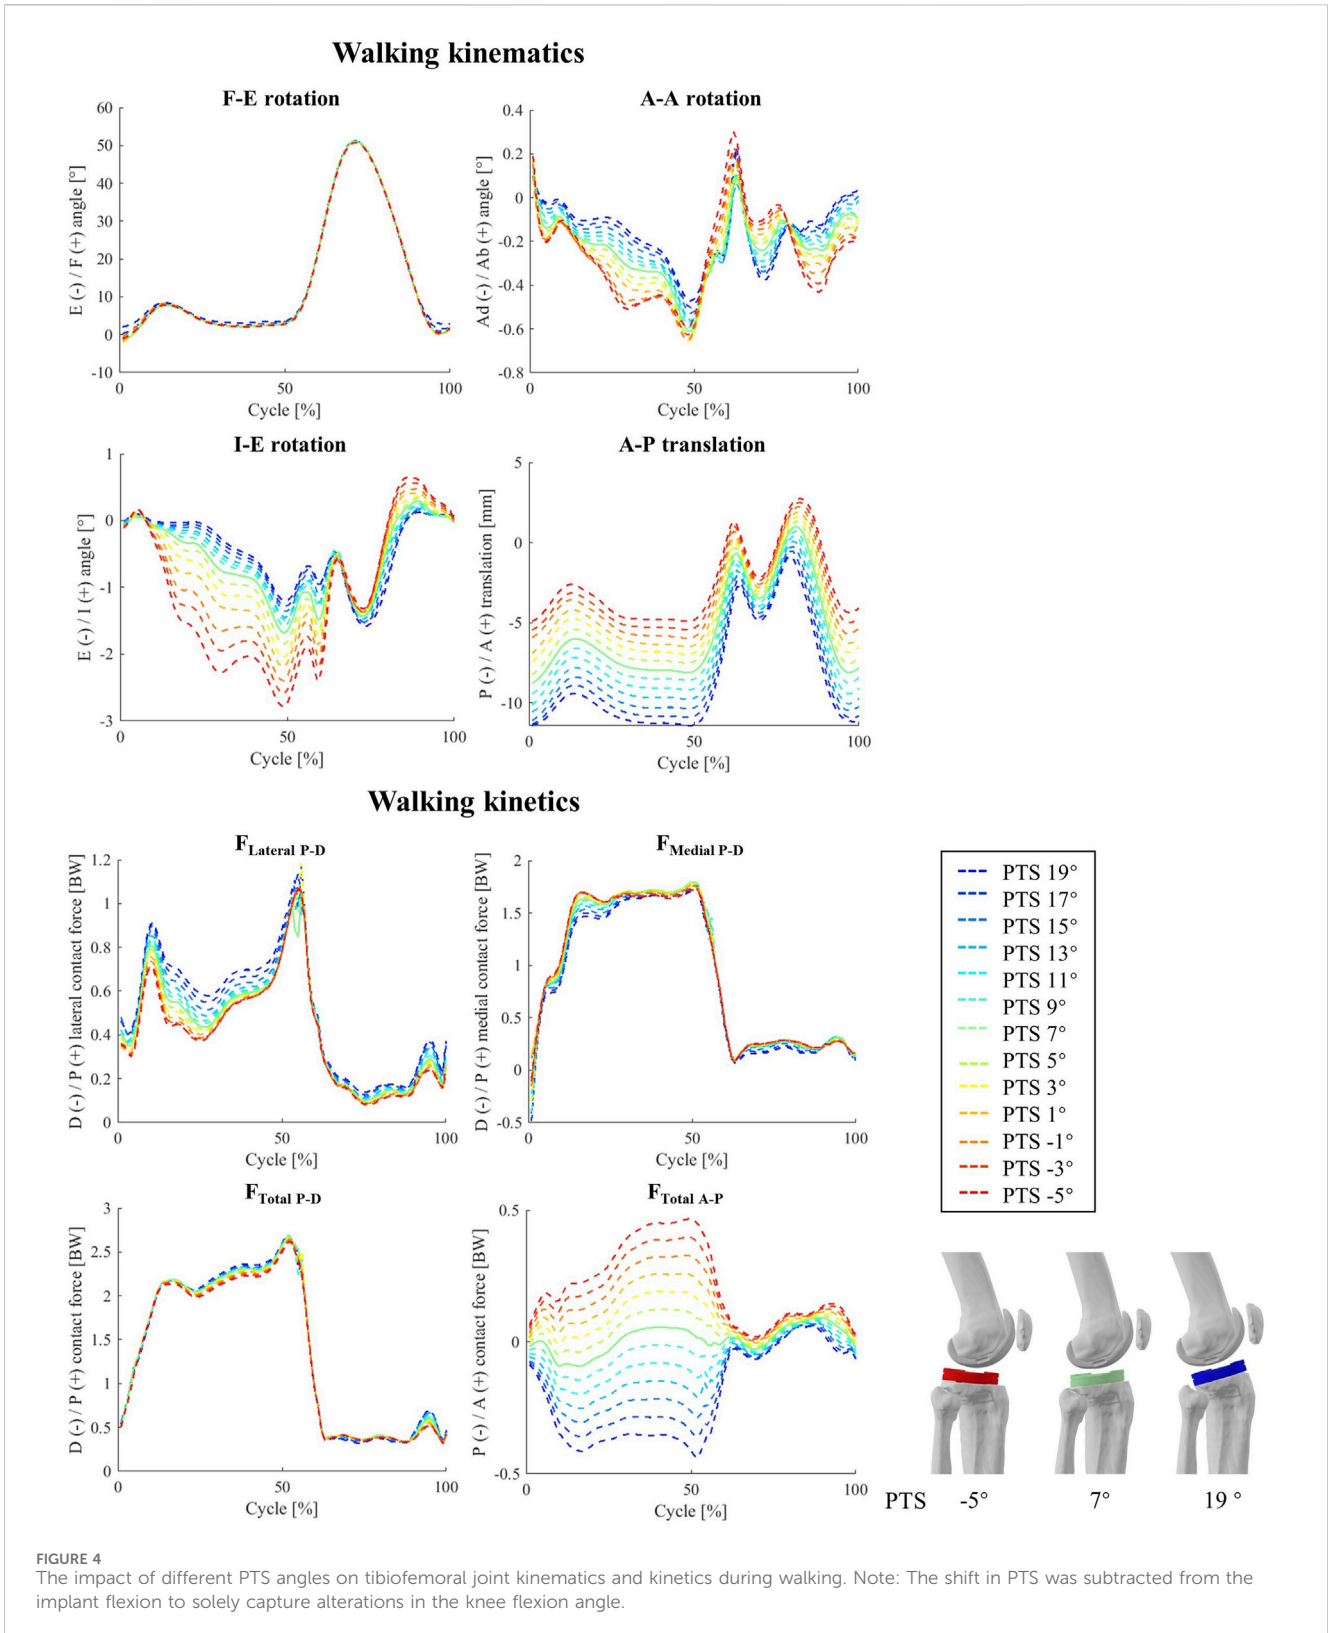 Walking kinematics
F-E rotation
A-A rotation
E (-) / F (+) angle [°]
60
50
40
30
20
10
0
-10
0
50
100
Cycle [%]
Ad (-) / Ab (+) angle [°]
0.4
0.2
0
-0.2
-0.4
-0.6
-0.8
0
50
100
Cycle [%]
I-E rotation
A-P translation
E (-) / I (+) angle [°]
1
0
-1
-2
-3
0
50
100
Cycle [%]
P (-) / A (+) translation [mm]
5
0
-5
-10
0
50
100
Cycle [%]
Walking kinetics
F Lateral P-D
F Medial P-D
D (-) / P (+) lateral contact force [BW]
1.2
1
0.8
0.6
0.4
0.2
0
0
50
100
Cycle [%]
D (-) / P (+) medial contact force [BW]
2
1.5
1
0.5
0
-0.5
0
50
100
Cycle [%]
PTS 19°
PTS 17°
PTS 15°
PTS 13°
PTS 11°
PTS 9°
PTS 7°
PTS 5°
PTS 3°
PTS 1°
PTS -1°
PTS -3°
PTS -5°
F Total P-D
F Total A-P
D (-) / P (+) contact force [BW]
3
2.5
2
1.5
1
0.5
0
0
50
100
Cycle [%]
P (-) / A (+) contact force [BW]
0.5
0
-0.5
0
50
100
Cycle [%]
PTS -5° 7° 19 °
FIGURE 4
The impact of different PTS angles on tibiofemoral joint kinematics and kinetics during walking. Note: The shift in PTS was subtracted from the
implant flexion to solely capture alterations in the knee flexion angle.